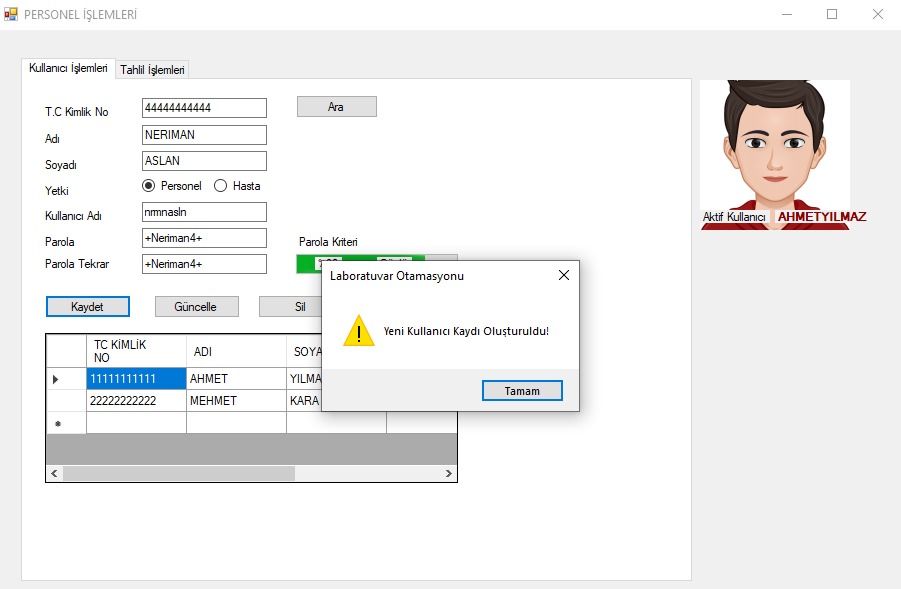 PERSONEL İŞLEMLERİ
Kullanıcı İşlemleri
Tahlil İşlemleri
T.C Kimlik No
44444444444
Ara
Adı
NERIMAN
Soyadı
ASLAN
Yetki
Personel
Hasta
Kullanıcı Adı
nrmnasln
Parola
+Neriman4+
Parola Kriteri
Parola Tekrar
+Neriman4+
Kaydet
Güncelle
Sil
Aktif Kullanıcı
AHMETYILMAZ
Laboratuvar Otamasyonu
Yeni Kullanıcı Kaydı Oluşturuldu!
Tamam
TC KİMLİK
NO
ADI
SOYA
11111111111
AHMET
YILMA
22222222222
MEHMET
KARA